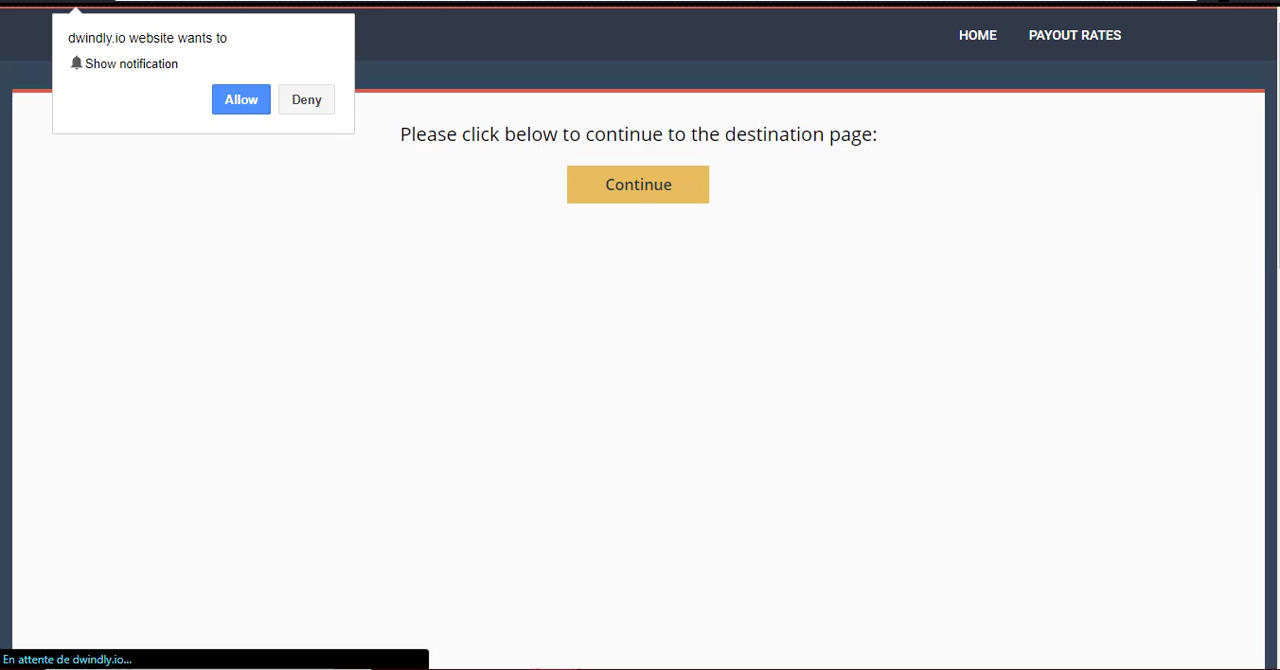 dwindly.io website wants to
Show notification
Allow Deny
HOME PAYOUT RATES
Please click below to continue to the destination page:
Continue
En attente de dwindly.io...